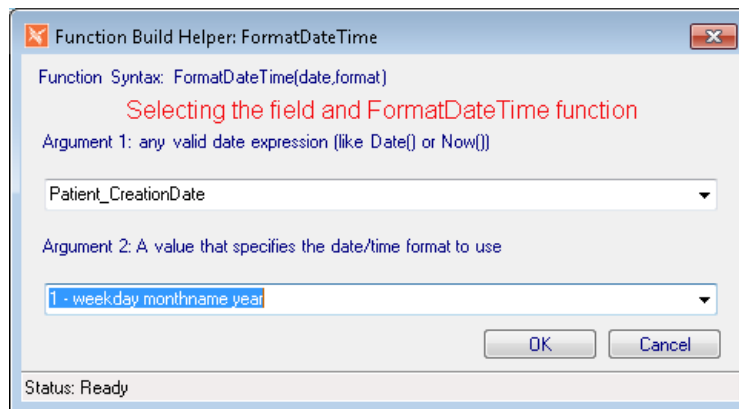 Function Build Helper: FormatDateTime
Function Syntax: FormatDateTime(date,format)
Selecting the field and FormatDateTime function
Argument 1: any valid date expression (like Date() or Now())
Patient_CreationDate
Argument 2: A value that specifies the date/time format to use
1 - weekday monthname year
OK Cancel
Status: Ready